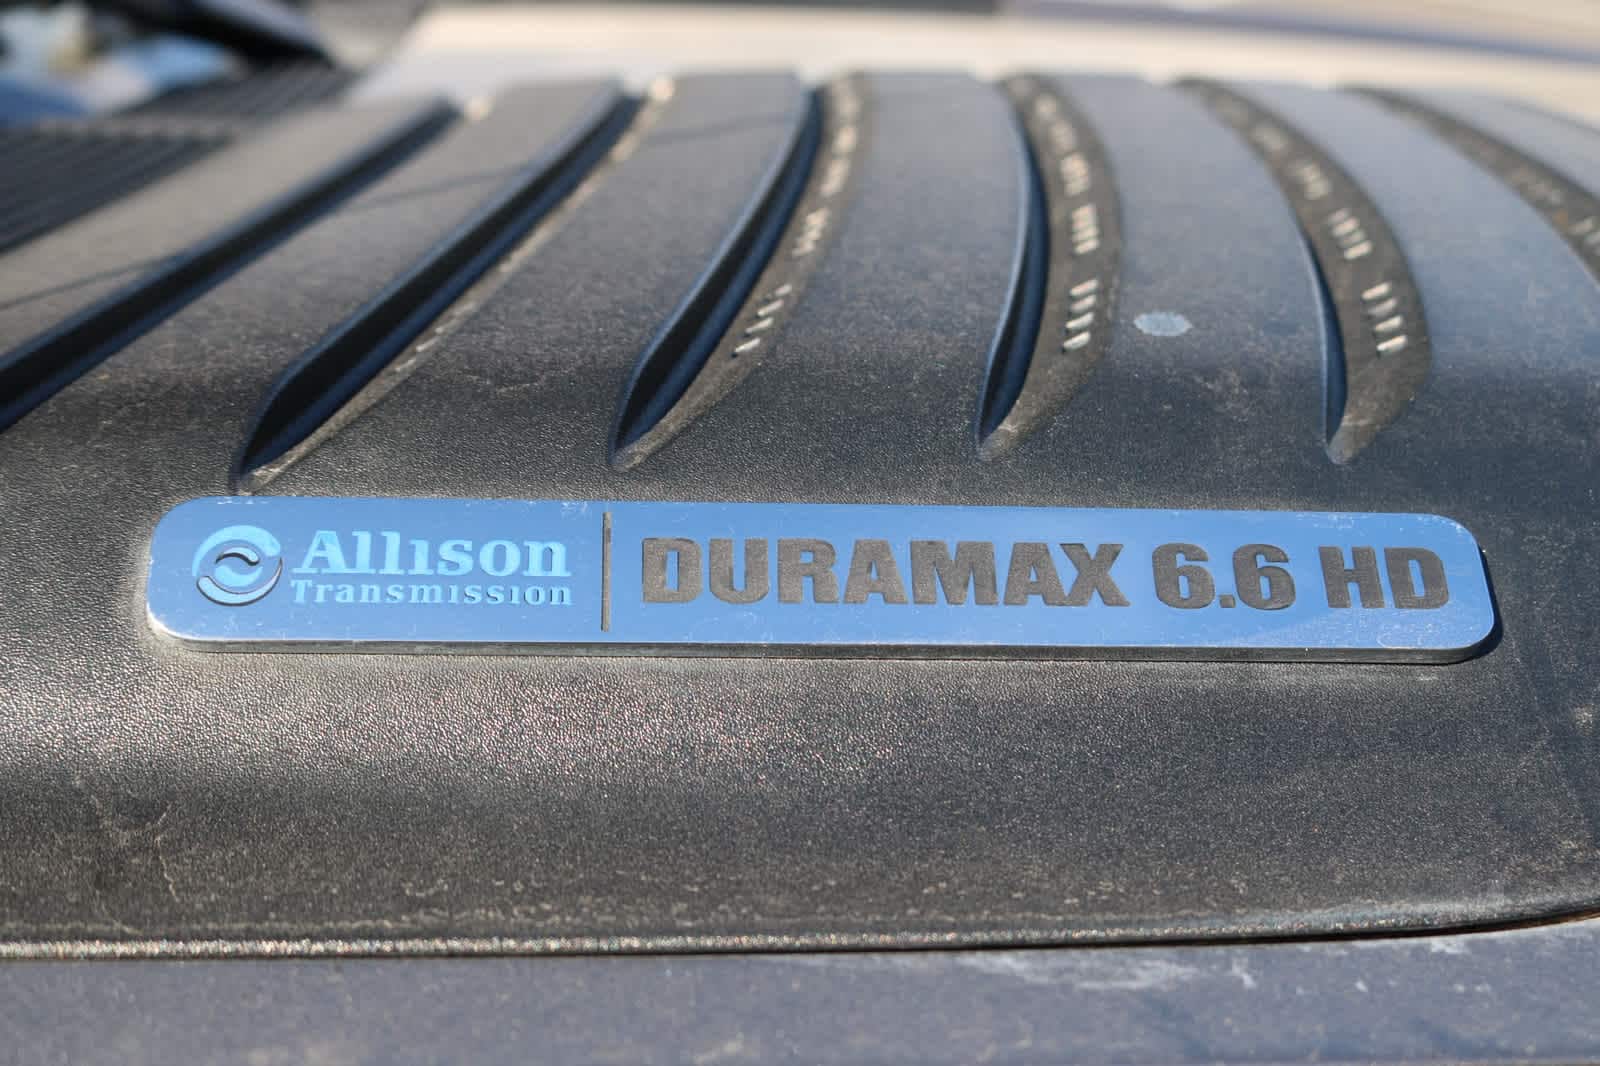 Allison
Transmission
DURAMAX 6.6 HD